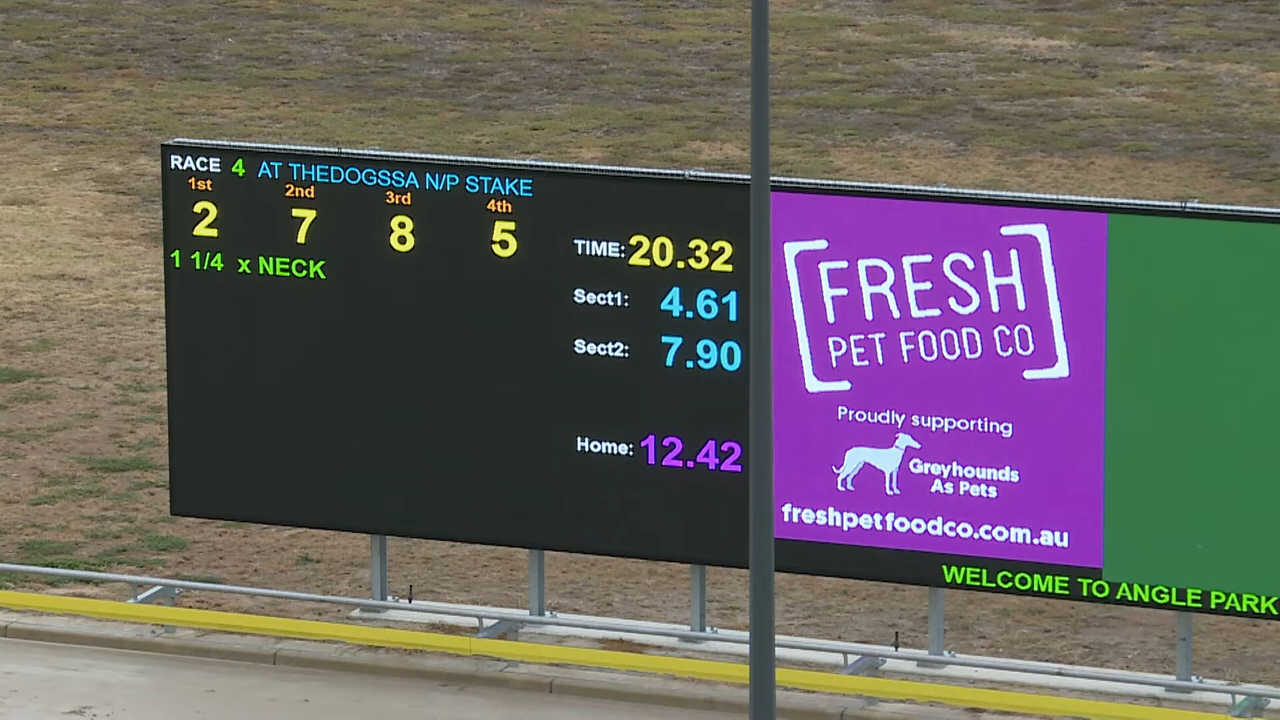 RACE 4 AT THEDOGSSA N/P STAKE
1st 2nd 3rd 4th
2 7 8 5
1 1/4 x NECK
TIME: 20.32
Sect1: 4.61
Sect2: 7.90
Home: 12.42
FRESH
PET FOOD CO
Proudly supporting
Greyhounds
As Pets
freshpetfoodco.com.au
WELCOME TO ANGLE PARK